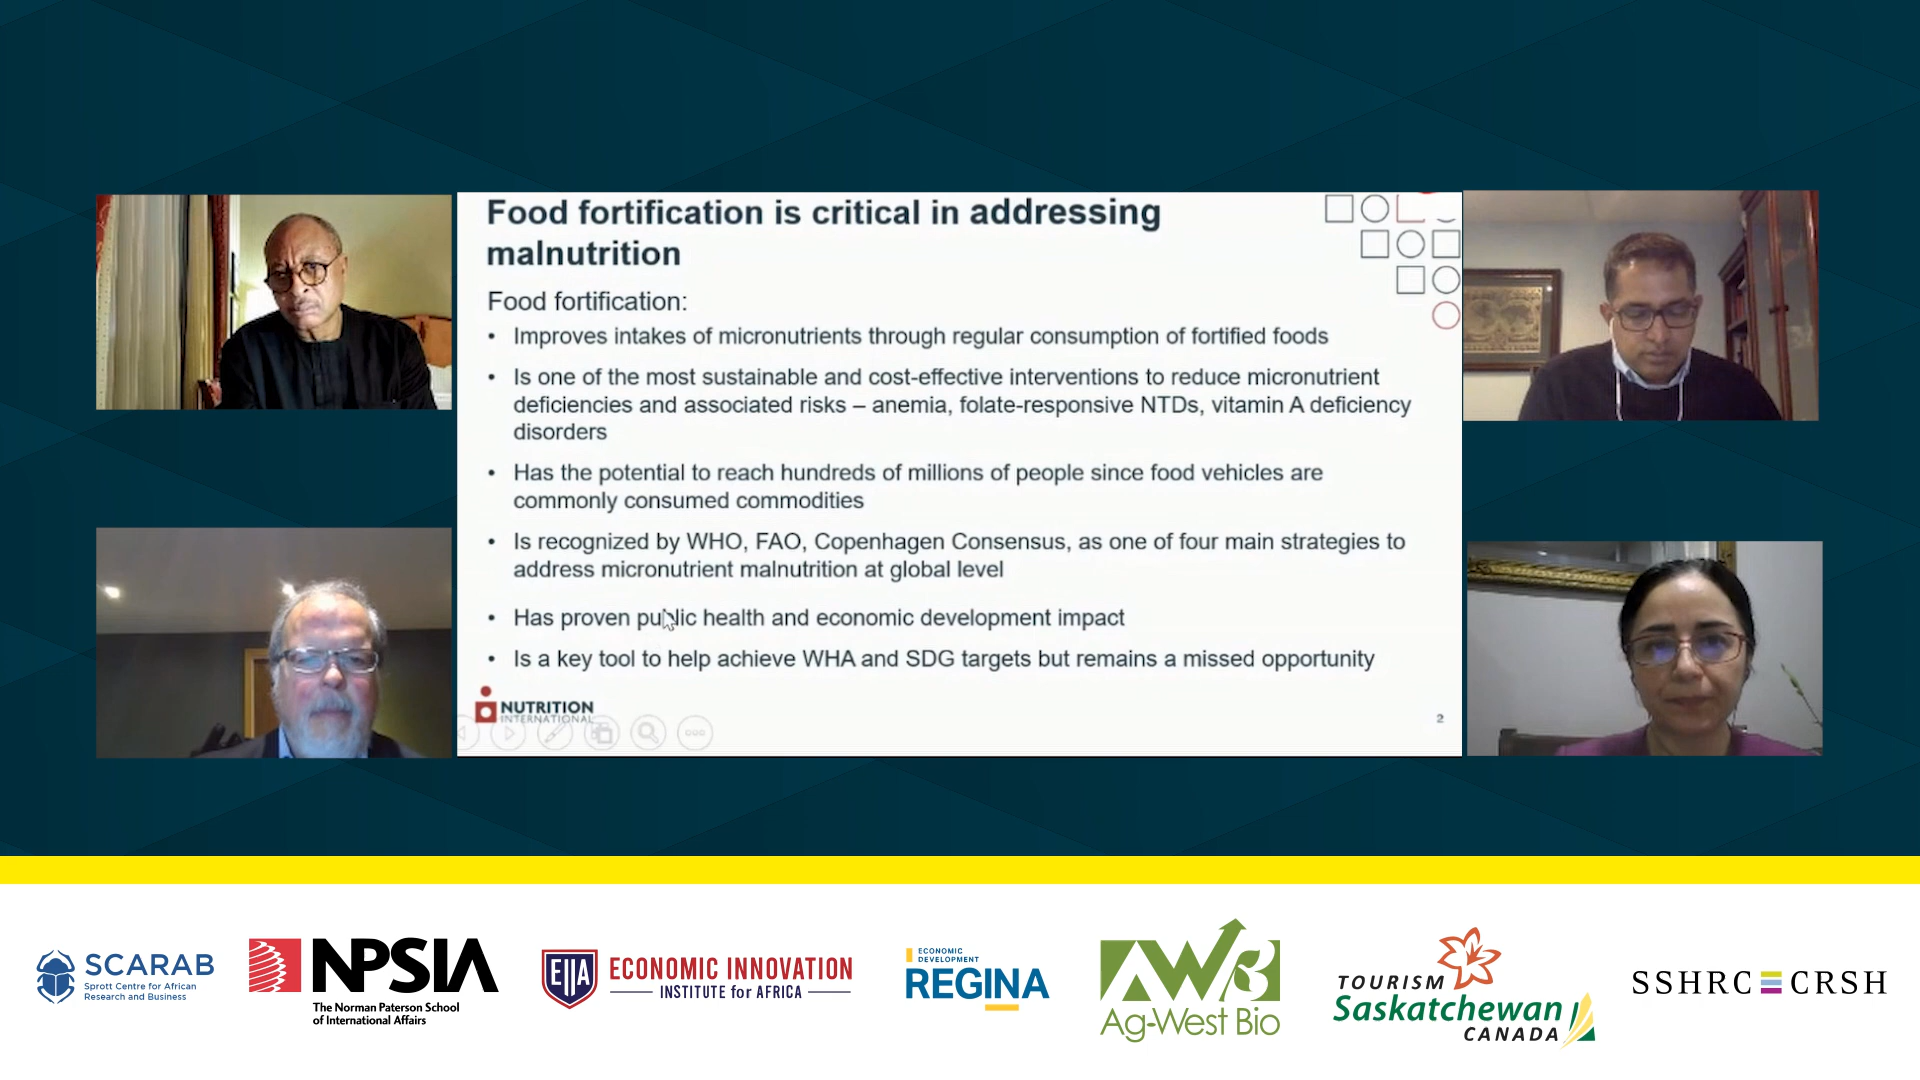 Food fortification is critical in addressing
malnutrition
Food fortification:
• Improves intakes of micronutrients through regular consumption of fortified foods
• Is one of the most sustainable and cost-effective interventions to reduce micronutrient
deficiencies and associated risks – anemia, folate-responsive NTDs, vitamin A deficiency
disorders
• Has the potential to reach hundreds of millions of people since food vehicles are
commonly consumed commodities
• Is recognized by WHO, FAO, Copenhagen Consensus, as one of four main strategies to
address micronutrient malnutrition at global level
• Has proven public health and economic development impact
• Is a key tool to help achieve WHA and SDG targets but remains a missed opportunity
NUTRITION
INTERNATIONAL
2
SCARAB
Sprott Centre for African
Research and Business
NPSIA
The Norman Paterson School
of International Affairs
EIIA
ECONOMIC INNOVATION
INSTITUTE for AFRICA
ECONOMIC
DEVELOPMENT
REGINA
AWB
Ag-West Bio
TOURISM
Saskatchewan
CANADA
SSHRC CRSH